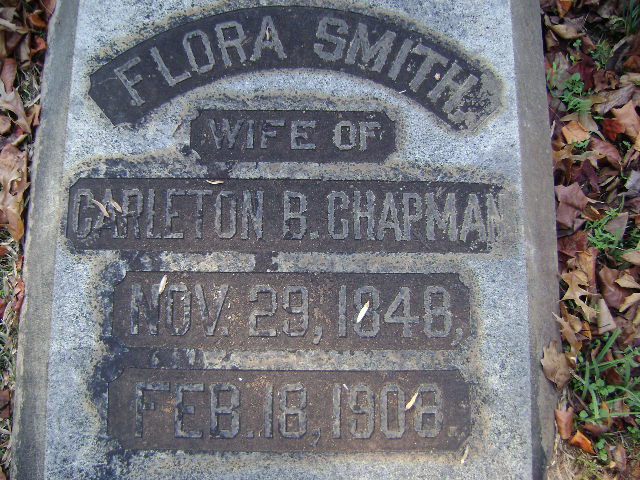 FLORA SMITH.
WIFE OF
CARLETON B. CHAPMAN
NOV. 29, 1848,
FEB. 18, 1908.